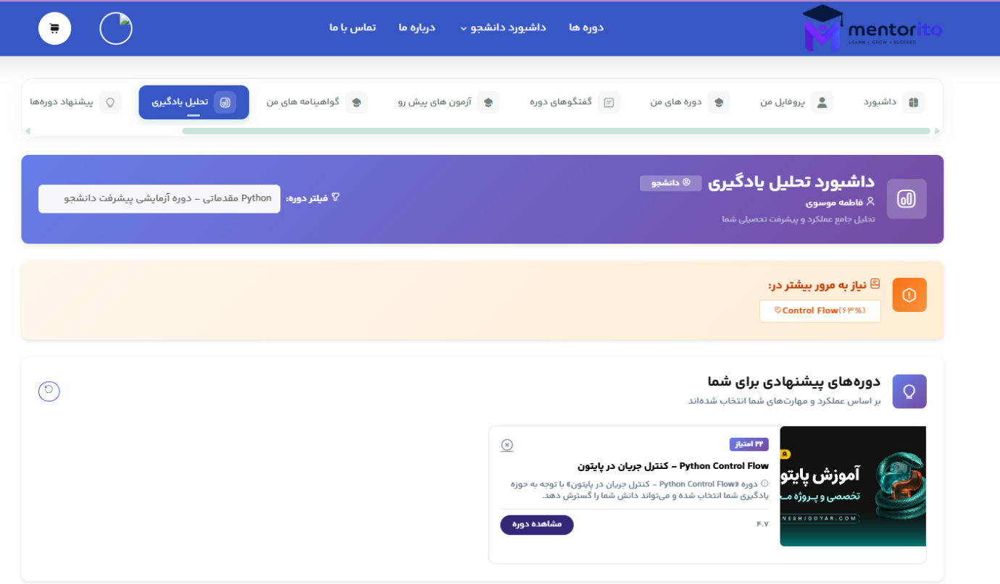 mentorito
LEARN • GROW • SUCCEED
دوره ها
داشبورد دانشجو
درباره ما
تماس با ما
داشبورد
پروفایل من
دوره های من
گفتگوهای دوره
آزمون های پیش رو
گواهینامه های من
تحلیل یادگیری
پیشنهاد دوره‌ها
داشبورد تحلیل یادگیری
دانشجو
فاطمه موسوی
تحلیل جامع عملکرد و پیشرفت تحصیلی شما
فیلتر دوره:
Python مقدماتی – دوره آزمایشی پیشرفت دانشجو
نیاز به مرور بیشتر در:
Control Flow(۶۳%)
دوره‌های پیشنهادی برای شما
بر اساس عملکرد و مهارت‌های شما انتخاب شده‌اند
آموزش پایتو
تخصصی و پـروژه مـ
NESHJOOYAR.COM
۲۲ امتیاز
Python Control Flow – کنترل جریان در پایتون
دوره «Python Control Flow – کنترل جریان در پایتون» با توجه به حوزه
یادگیری شما انتخاب شده و می‌تواند دانش شما را گسترش دهد.
۴.۷
مشاهده دوره